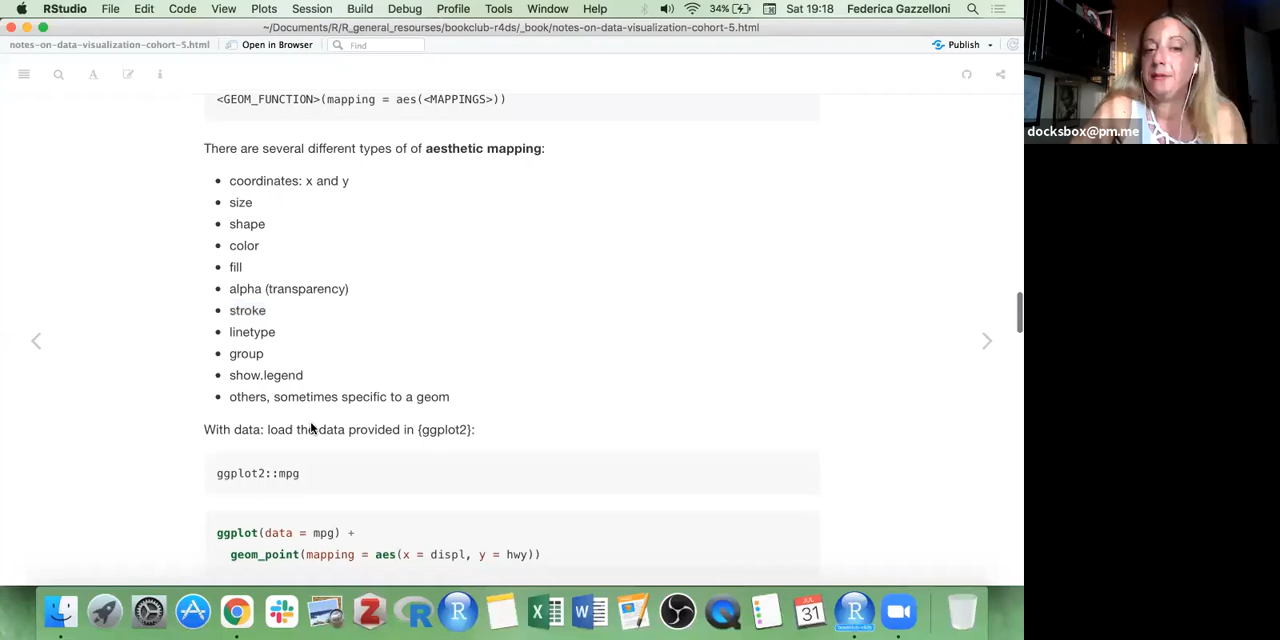 RStudio File Edit Code View Plots Session Build Debug Profile Tools Window Help 34% Sat 19:18 Federica Gazzelloni
~/Documents/R/R_general_resourses/bookclub-r4ds/_book/notes-on-data-visualization-cohort-5.html
notes-on-data-visualization-cohort-5.html Open in Browser Find Publish
A i
<GEOM_FUNCTION>(mapping = aes(<MAPPINGS>))
docksbox@pm.me
There are several different types of of aesthetic mapping:
• coordinates: x and y
• size
• shape
• color
• fill
• alpha (transparency)
• stroke
• linetype
• group
• show.legend
• others, sometimes specific to a geom
With data: load the data provided in {ggplot2}:
ggplot2::mpg
ggplot(data = mpg) +
geom_point(mapping = aes(x = displ, y = hwy))